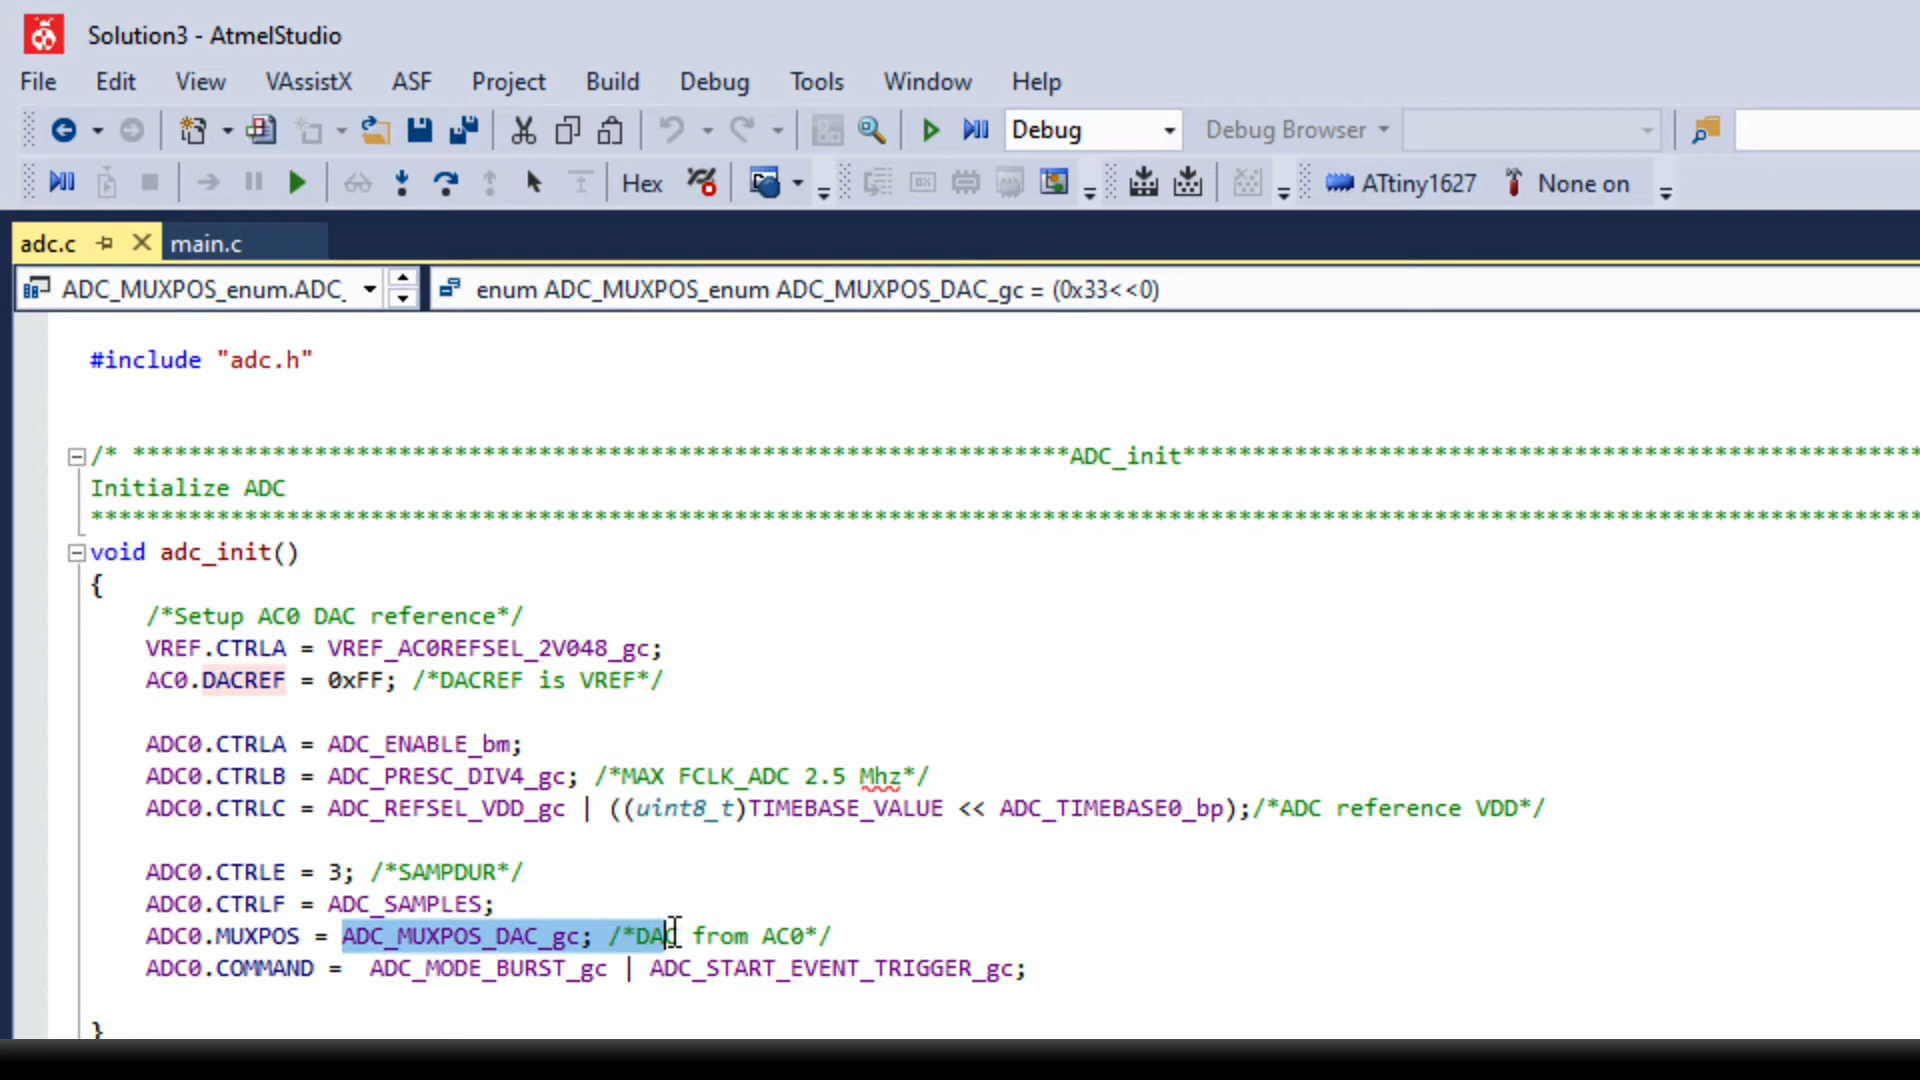 Solution3 - AtmelStudio
File Edit View VAssistX ASF Project Build Debug Tools Window Help
Debug Debug Browser
Hex ATtiny1627 None on
adc.c main.c
ADC_MUXPOS_enum.ADC_ enum ADC_MUXPOS_enum ADC_MUXPOS_DAC_gc = (0x33<<0)
#include "adc.h"
/* *******************************************************************ADC_init*****************************************************
Initialize ADC
***********************************************************************************************************************************
void adc_init()
{
/*Setup AC0 DAC reference*/
VREF.CTRLA = VREF_AC0REFSEL_2V048_gc;
AC0.DACREF = 0xFF; /*DACREF is VREF*/
ADC0.CTRLA = ADC_ENABLE_bm;
ADC0.CTRLB = ADC_PRESC_DIV4_gc; /*MAX FCLK_ADC 2.5 Mhz*/
ADC0.CTRLC = ADC_REFSEL_VDD_gc | ((uint8_t)TIMEBASE_VALUE << ADC_TIMEBASE0_bp);/*ADC reference VDD*/
ADC0.CTRLE = 3; /*SAMPDUR*/
ADC0.CTRLF = ADC_SAMPLES;
ADC0.MUXPOS = ADC_MUXPOS_DAC_gc; /*DAC from AC0*/
ADC0.COMMAND =  ADC_MODE_BURST_gc | ADC_START_EVENT_TRIGGER_gc;
}